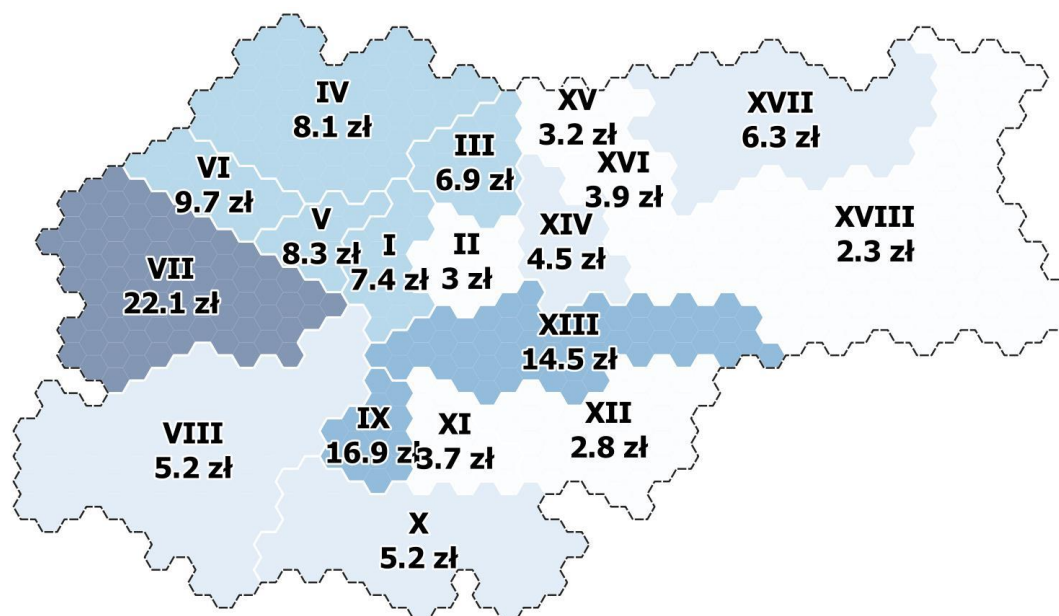 IV
8.1 zł
XV
3.2 zł
XVII
6.3 zł
III
6.9 zł
VI
9.7 zł
XVI
3.9 zł
V
8.3 zł
I
7.4 zł
II
3 zł
XIV
4.5 zł
XVIII
2.3 zł
VII
22.1 zł
XIII
14.5 zł
VIII
5.2 zł
IX
16.9 zł
XI
3.7 zł
XII
2.8 zł
X
5.2 zł